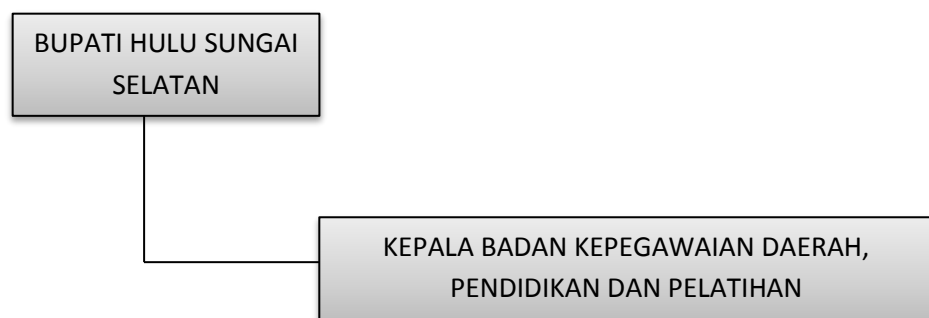 BUPATI HULU SUNGAI
SELATAN
KEPALA BADAN KEPEGAWAIAN DAERAH,
PENDIDIKAN DAN PELATIHAN